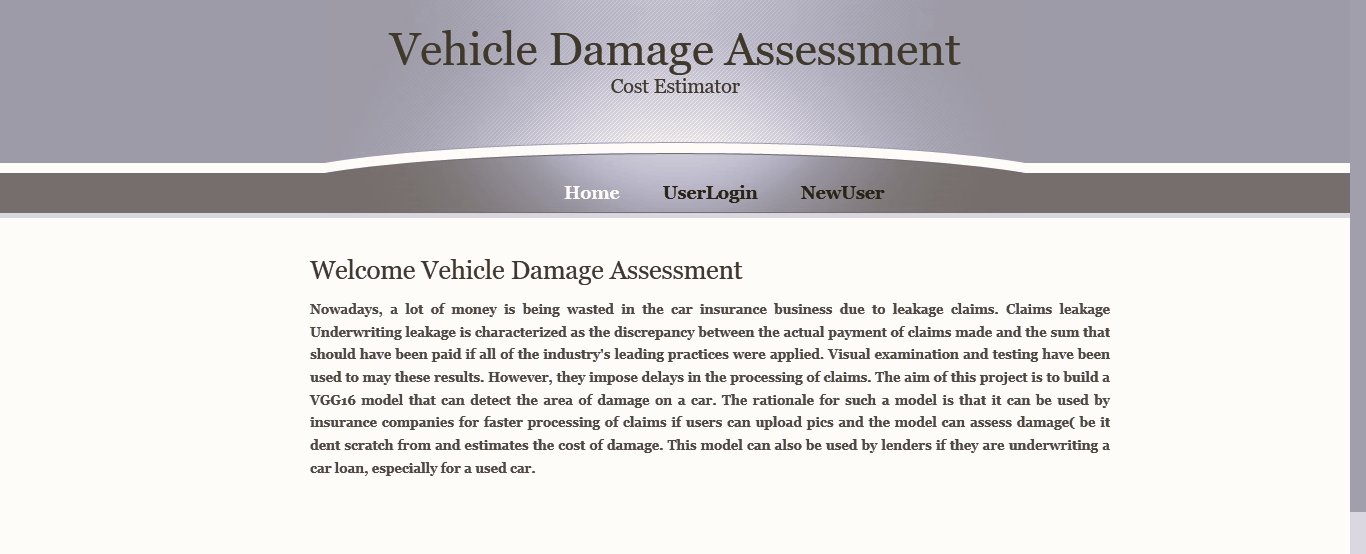 Vehicle Damage Assessment
Cost Estimator
Home UserLogin NewUser
Welcome Vehicle Damage Assessment
Nowadays, a lot of money is being wasted in the car insurance business due to leakage claims. Claims leakage
Underwriting leakage is characterized as the discrepancy between the actual payment of claims made and the sum that
should have been paid if all of the industry's leading practices were applied. Visual examination and testing have been
used to may these results. However, they impose delays in the processing of claims. The aim of this project is to build a
VGG16 model that can detect the area of damage on a car. The rationale for such a model is that it can be used by
insurance companies for faster processing of claims if users can upload pics and the model can assess damage( be it
dent scratch from and estimates the cost of damage. This model can also be used by lenders if they are underwriting a
car loan, especially for a used car.